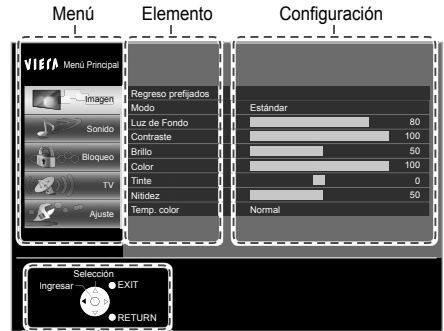 Menú Elemento Configuración
VIERA Menú Principal
Imagen
Sonido
Bloqueo
TV
Ajuste
Regreso prefijados
Modo Estándar
Luz de Fondo 80
Contraste 100
Brillo 50
Color 100
Tinte 0
Nitidez 50
Temp. color Normal
Selección
Ingresar EXIT
RETURN